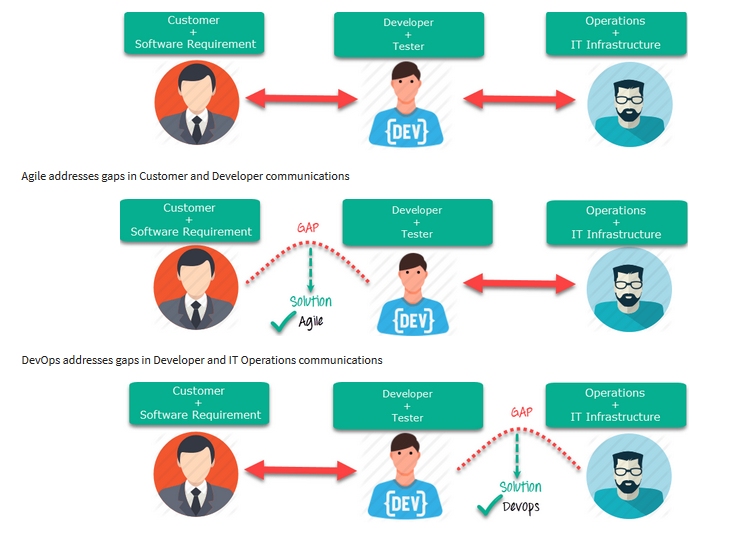 Customer
+
Software Requirement
Developer
+
Tester
Operations
+
IT Infrastructure
{DEV}
Agile addresses gaps in Customer and Developer communications
Customer
+
Software Requirement
GAP
Developer
+
Tester
Operations
+
IT Infrastructure
Solution
Agile
{DEV}
DevOps addresses gaps in Developer and IT Operations communications
Customer
+
Software Requirement
Developer
+
Tester
GAP
Operations
+
IT Infrastructure
{DEV}
Solution
Devops